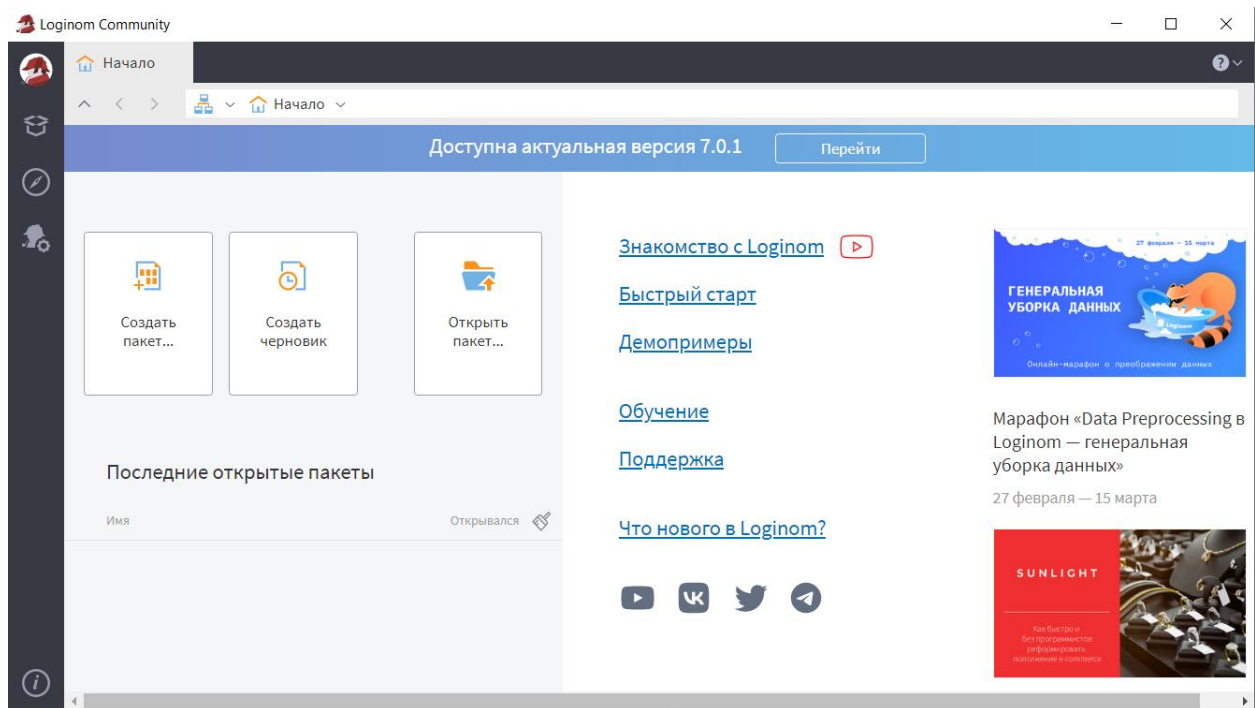 Loginom Community
Начало
Начало
Доступна актуальная версия 7.0.1
Перейти
Создать
пакет...
Создать
черновик
Открыть
пакет...
Последние открытые пакеты
Имя
Открывался
Знакомство с Loginom
Быстрый старт
Демопримеры
Обучение
Поддержка
Что нового в Loginom?
27 февраля – 15 марта
ГЕНЕРАЛЬНАЯ
УБОРКА ДАННЫХ
Loginom
Онлайн-марафон о преображении данных
Марафон «Data Preprocessing в
Loginom — генеральная
уборка данных»
27 февраля — 15 марта
SUNLIGHT
Как быстро и
без программистов
реформировать
пополнение e-commerce